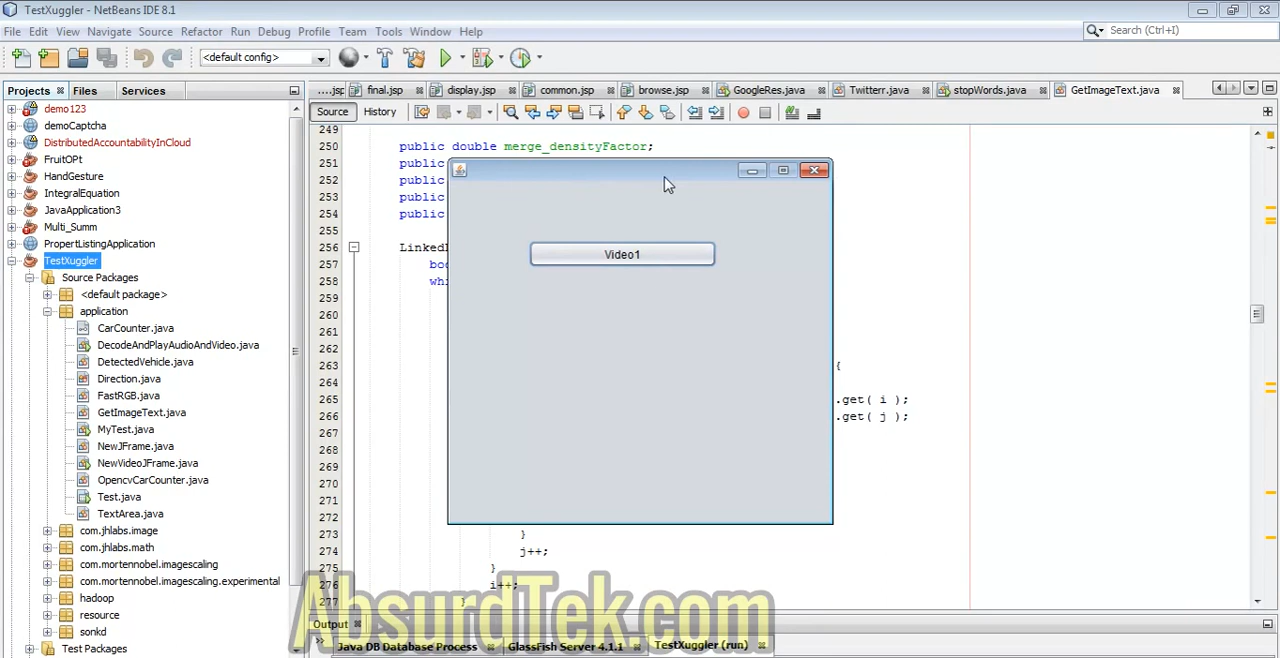 TestXuggler - NetBeans IDE 8.1
File Edit View Navigate Source Refactor Run Debug Profile Team Tools Window Help
Search (Ctrl+I)
<default config>
Projects Files Services
....jsp final.jsp display.jsp common.jsp browse.jsp GoogleRes.java Twitterr.java stopWords.java GetImageText.java
Source History
demo123
demoCaptcha
DistributedAccountabilityInCloud
FruitOPt
HandGesture
IntegralEquation
JavaApplication3
Multi_Summ
PropertListingApplication
TestXuggler
Source Packages
<default package>
application
CarCounter.java
DecodeAndPlayAudioAndVideo.java
DetectedVehicle.java
Direction.java
FastRGB.java
GetImageText.java
MyTest.java
NewJFrame.java
NewVideoJFrame.java
OpencvCarCounter.java
Test.java
TextArea.java
com.jhlabs.image
com.jhlabs.math
com.mortennobel.imagescaling
com.mortennobel.imagescaling.experimental
hadoop
resource
sonkd
Test Packages
249
250 public double merge_densityFactor;
251 public
252 public
253 public
254 public
255
256 LinkedL
257 boo
258 whi
259
260
261
262
263 {
264
265 .get( i );
266 .get( j );
267
268
269
270
271
272
273 }
274 j++;
275 }
276 i++;
277 }
Video1
AbsurdTek.com
Output
Java DB Database Process GlassFish Server 4.1.1 TestXuggler (run)